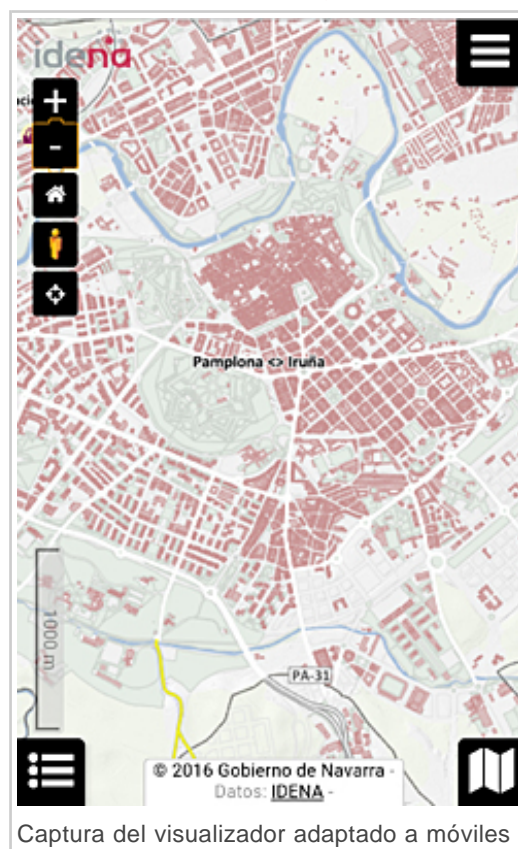 idena
+
-
Pamplona <> Iruña
1000 m
PA-31
© 2016 Gobierno de Navarra -
Datos: IDENA -
Captura del visualizador adaptado a móviles